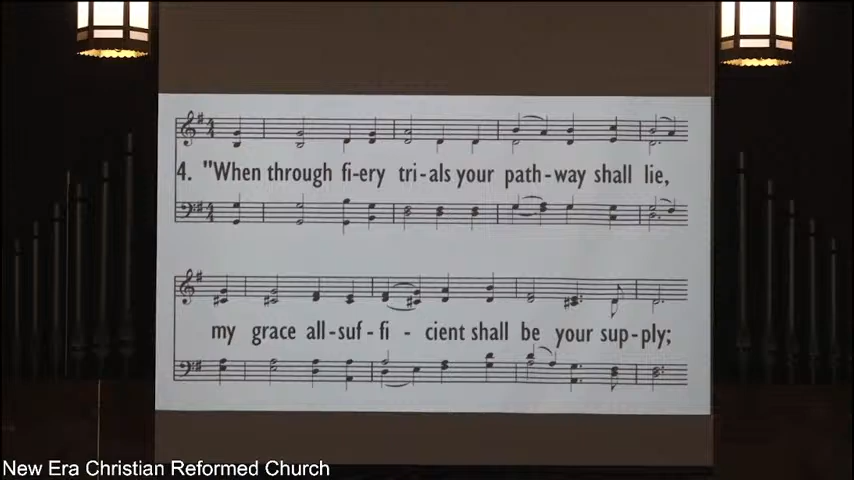 4. "When through fi-ery tri-als your path-way shall lie,
my grace all-suf-fi - cient shall be your sup-ply;
New Era Christian Reformed Church